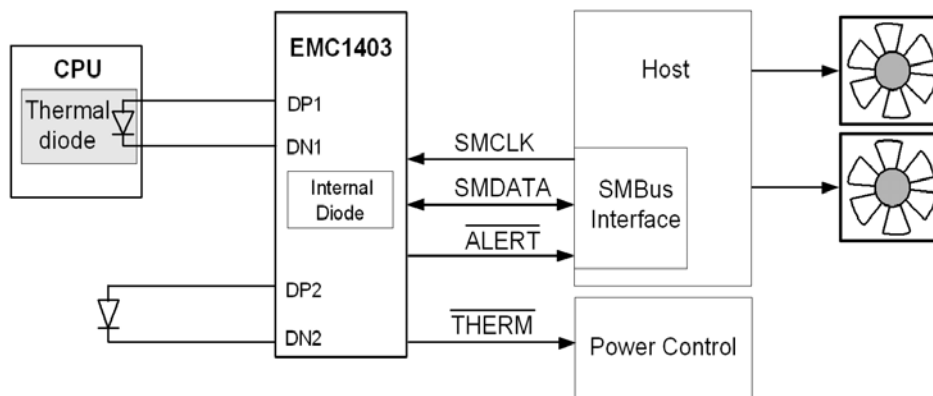 CPU
Thermal
diode
EMC1403
DP1
DN1
Internal
Diode
DP2
DN2
SMCLK
SMDATA
ALERT
THERM
Host
SMBus
Interface
Power Control